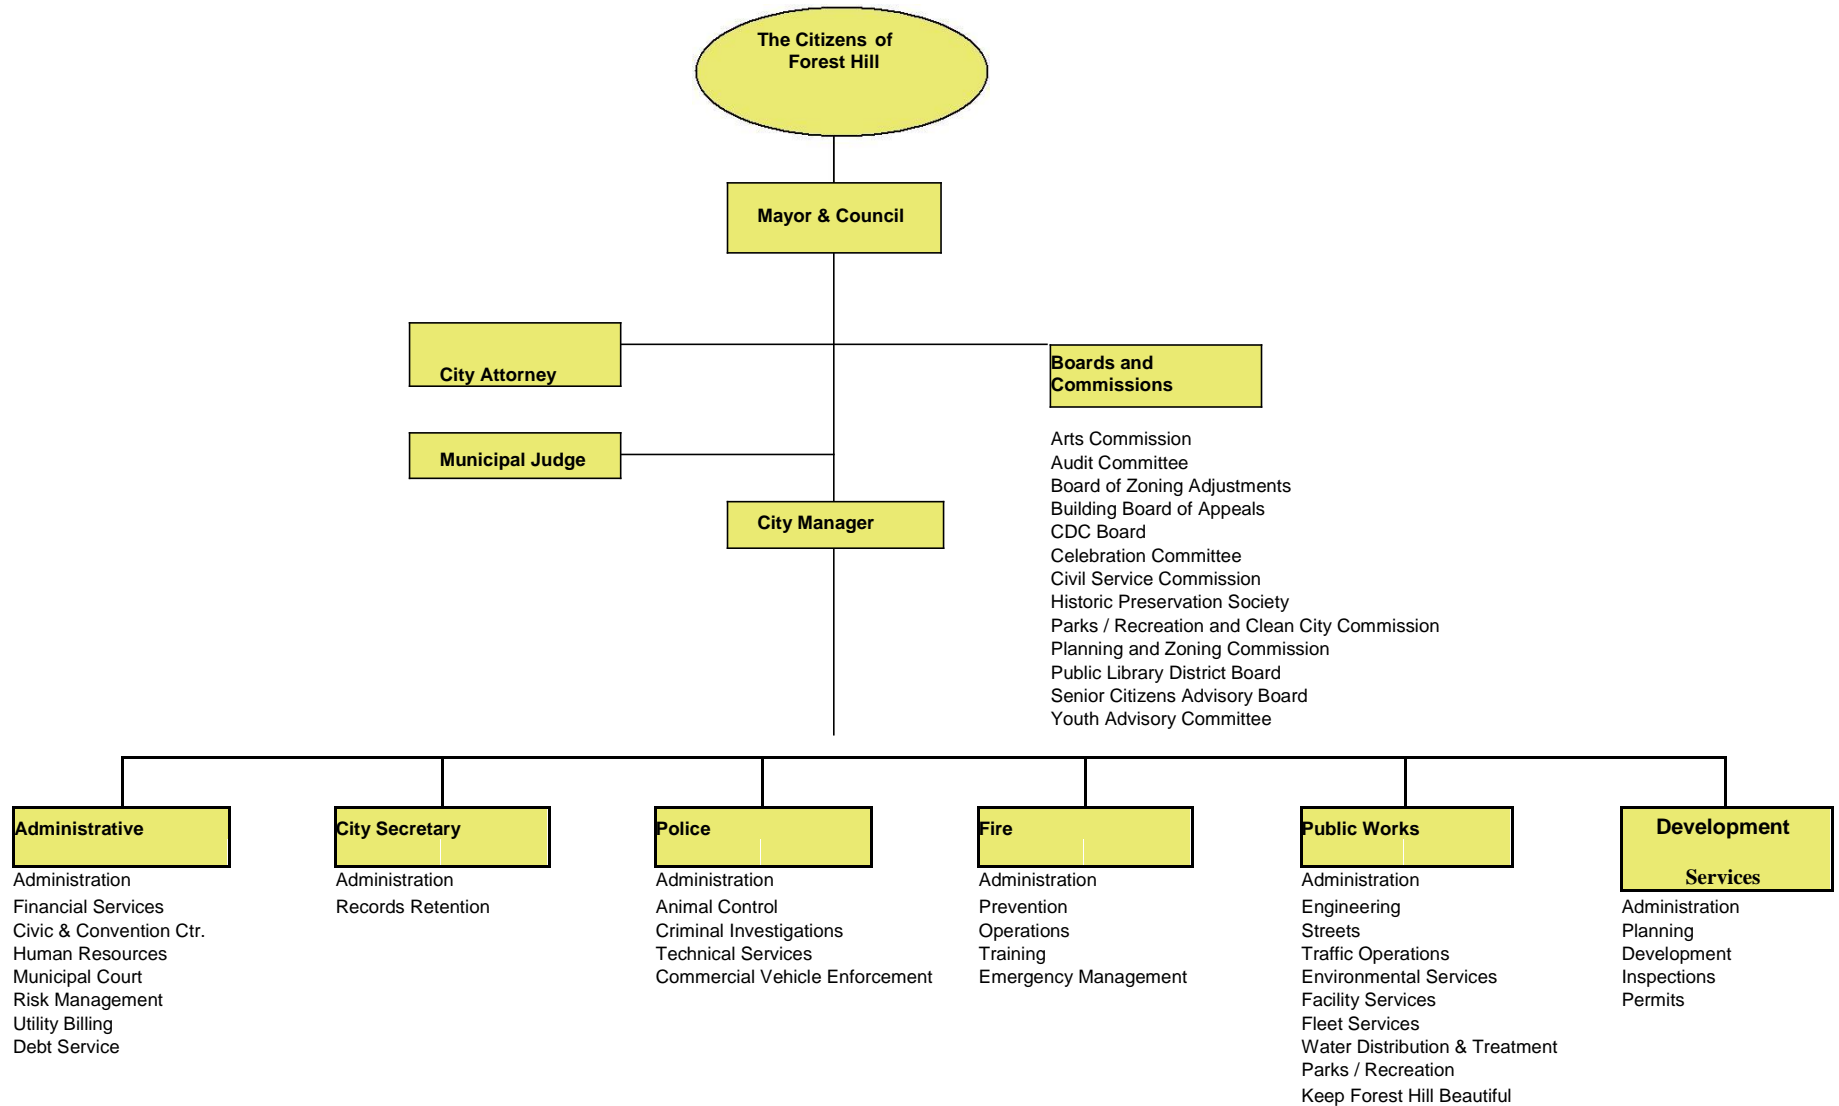 The Citizens of
Forest Hill
Mayor & Council
City Attorney
Boards and
Commissions
Municipal Judge
City Manager
Arts Commission
Audit Committee
Board of Zoning Adjustments
Building Board of Appeals
CDC Board
Celebration Committee
Civil Service Commission
Historic Preservation Society
Parks / Recreation and Clean City Commission
Planning and Zoning Commission
Public Library District Board
Senior Citizens Advisory Board
Youth Advisory Committee
Administrative
Administration
Financial Services
Civic & Convention Ctr.
Human Resources
Municipal Court
Risk Management
Utility Billing
Debt Service
City Secretary
Administration
Records Retention
Police
Administration
Animal Control
Criminal Investigations
Technical Services
Commercial Vehicle Enforcement
Fire
Administration
Prevention
Operations
Training
Emergency Management
Public Works
Administration
Engineering
Streets
Traffic Operations
Environmental Services
Facility Services
Fleet Services
Water Distribution & Treatment
Parks / Recreation
Keep Forest Hill Beautiful
Development
Services
Administration
Planning
Development
Inspections
Permits